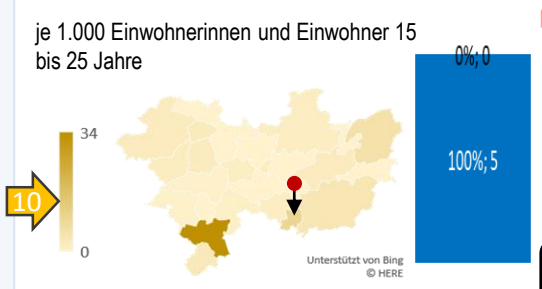 je 1.000 Einwohnerinnen und Einwohner 15
bis 25 Jahre
34
10
0
Unterstützt von Bing
© HERE
0%; 0
100%; 5